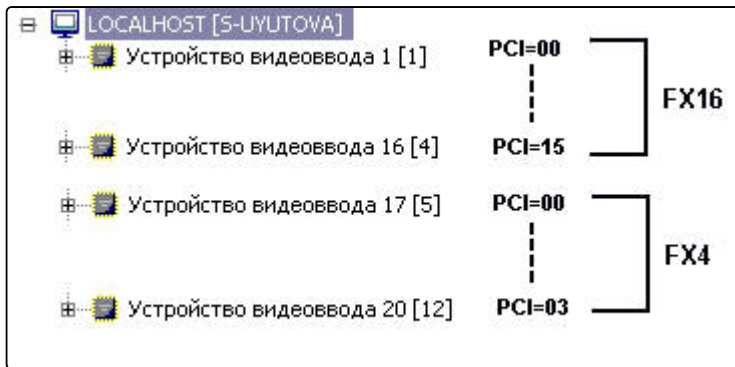 LOCALHOST [S-UYUTOVA]
Устройство видеоввода 1 [1] PCI=00
FX16
Устройство видеоввода 16 [4] PCI=15
Устройство видеоввода 17 [5] PCI=00
FX4
Устройство видеоввода 20 [12] PCI=03